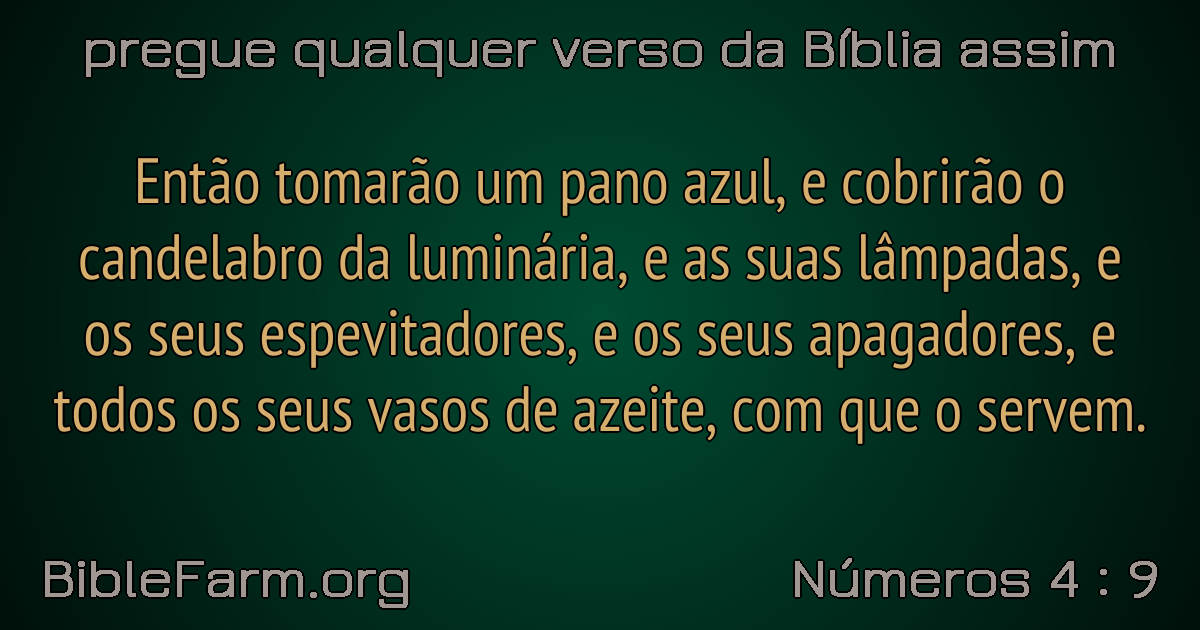 pregue qualquer verso da Bíblia assim
Então tomarão um pano azul, e cobrirão o
candelabro da luminária, e as suas lâmpadas, e
os seus espevitadores, e os seus apagadores, e
todos os seus vasos de azeite, com que o servem.
BibleFarm.org
Números 4 : 9